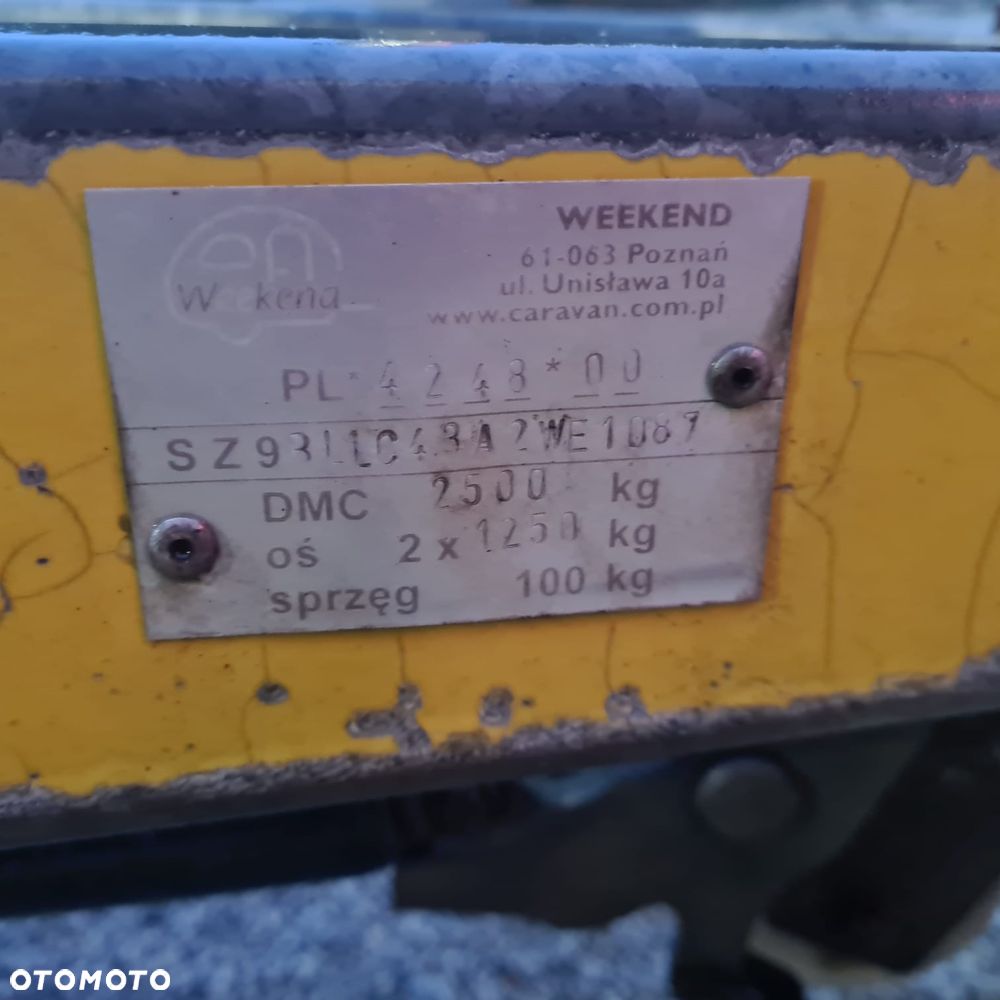 Weekend
WEEKEND
61-063 Poznań
ul. Unisława 10a
www.caravan.com.pl
PL*4248*00
DMC 2500 kg
oś 2 x 1250 kg
sprzęg 100 kg
OTOMOTO